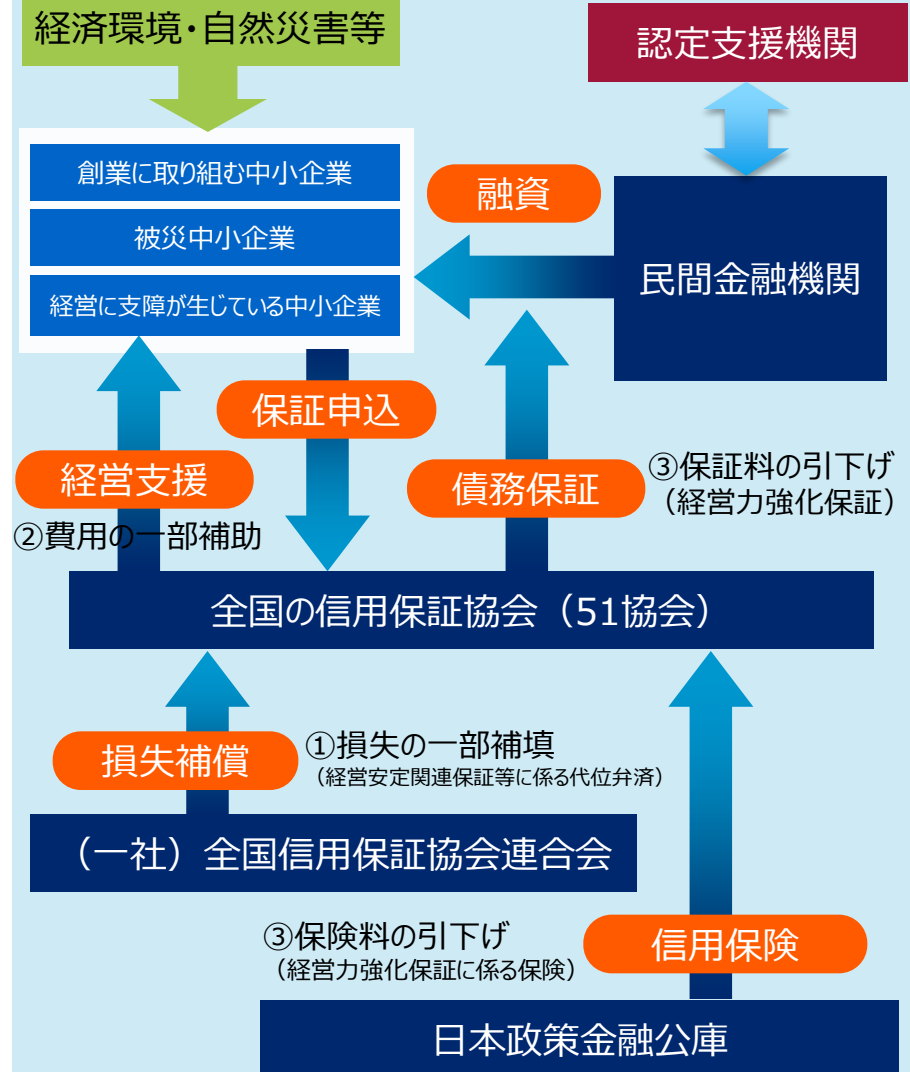 経済環境・自然災害等
認定支援機関
創業に取り組む中小企業
被災中小企業
経営に支障が生じている中小企業
融資
民間金融機関
保証申込
経営支援
②費用の一部補助
債務保証
③保証料の引下げ
（経営力強化保証）
全国の信用保証協会（51協会）
損失補償
①損失の一部補填
（経営安定関連保証等に係る代位弁済）
（一社）全国信用保証協会連合会
③保険料の引下げ
（経営力強化保証に係る保険）
信用保険
日本政策金融公庫